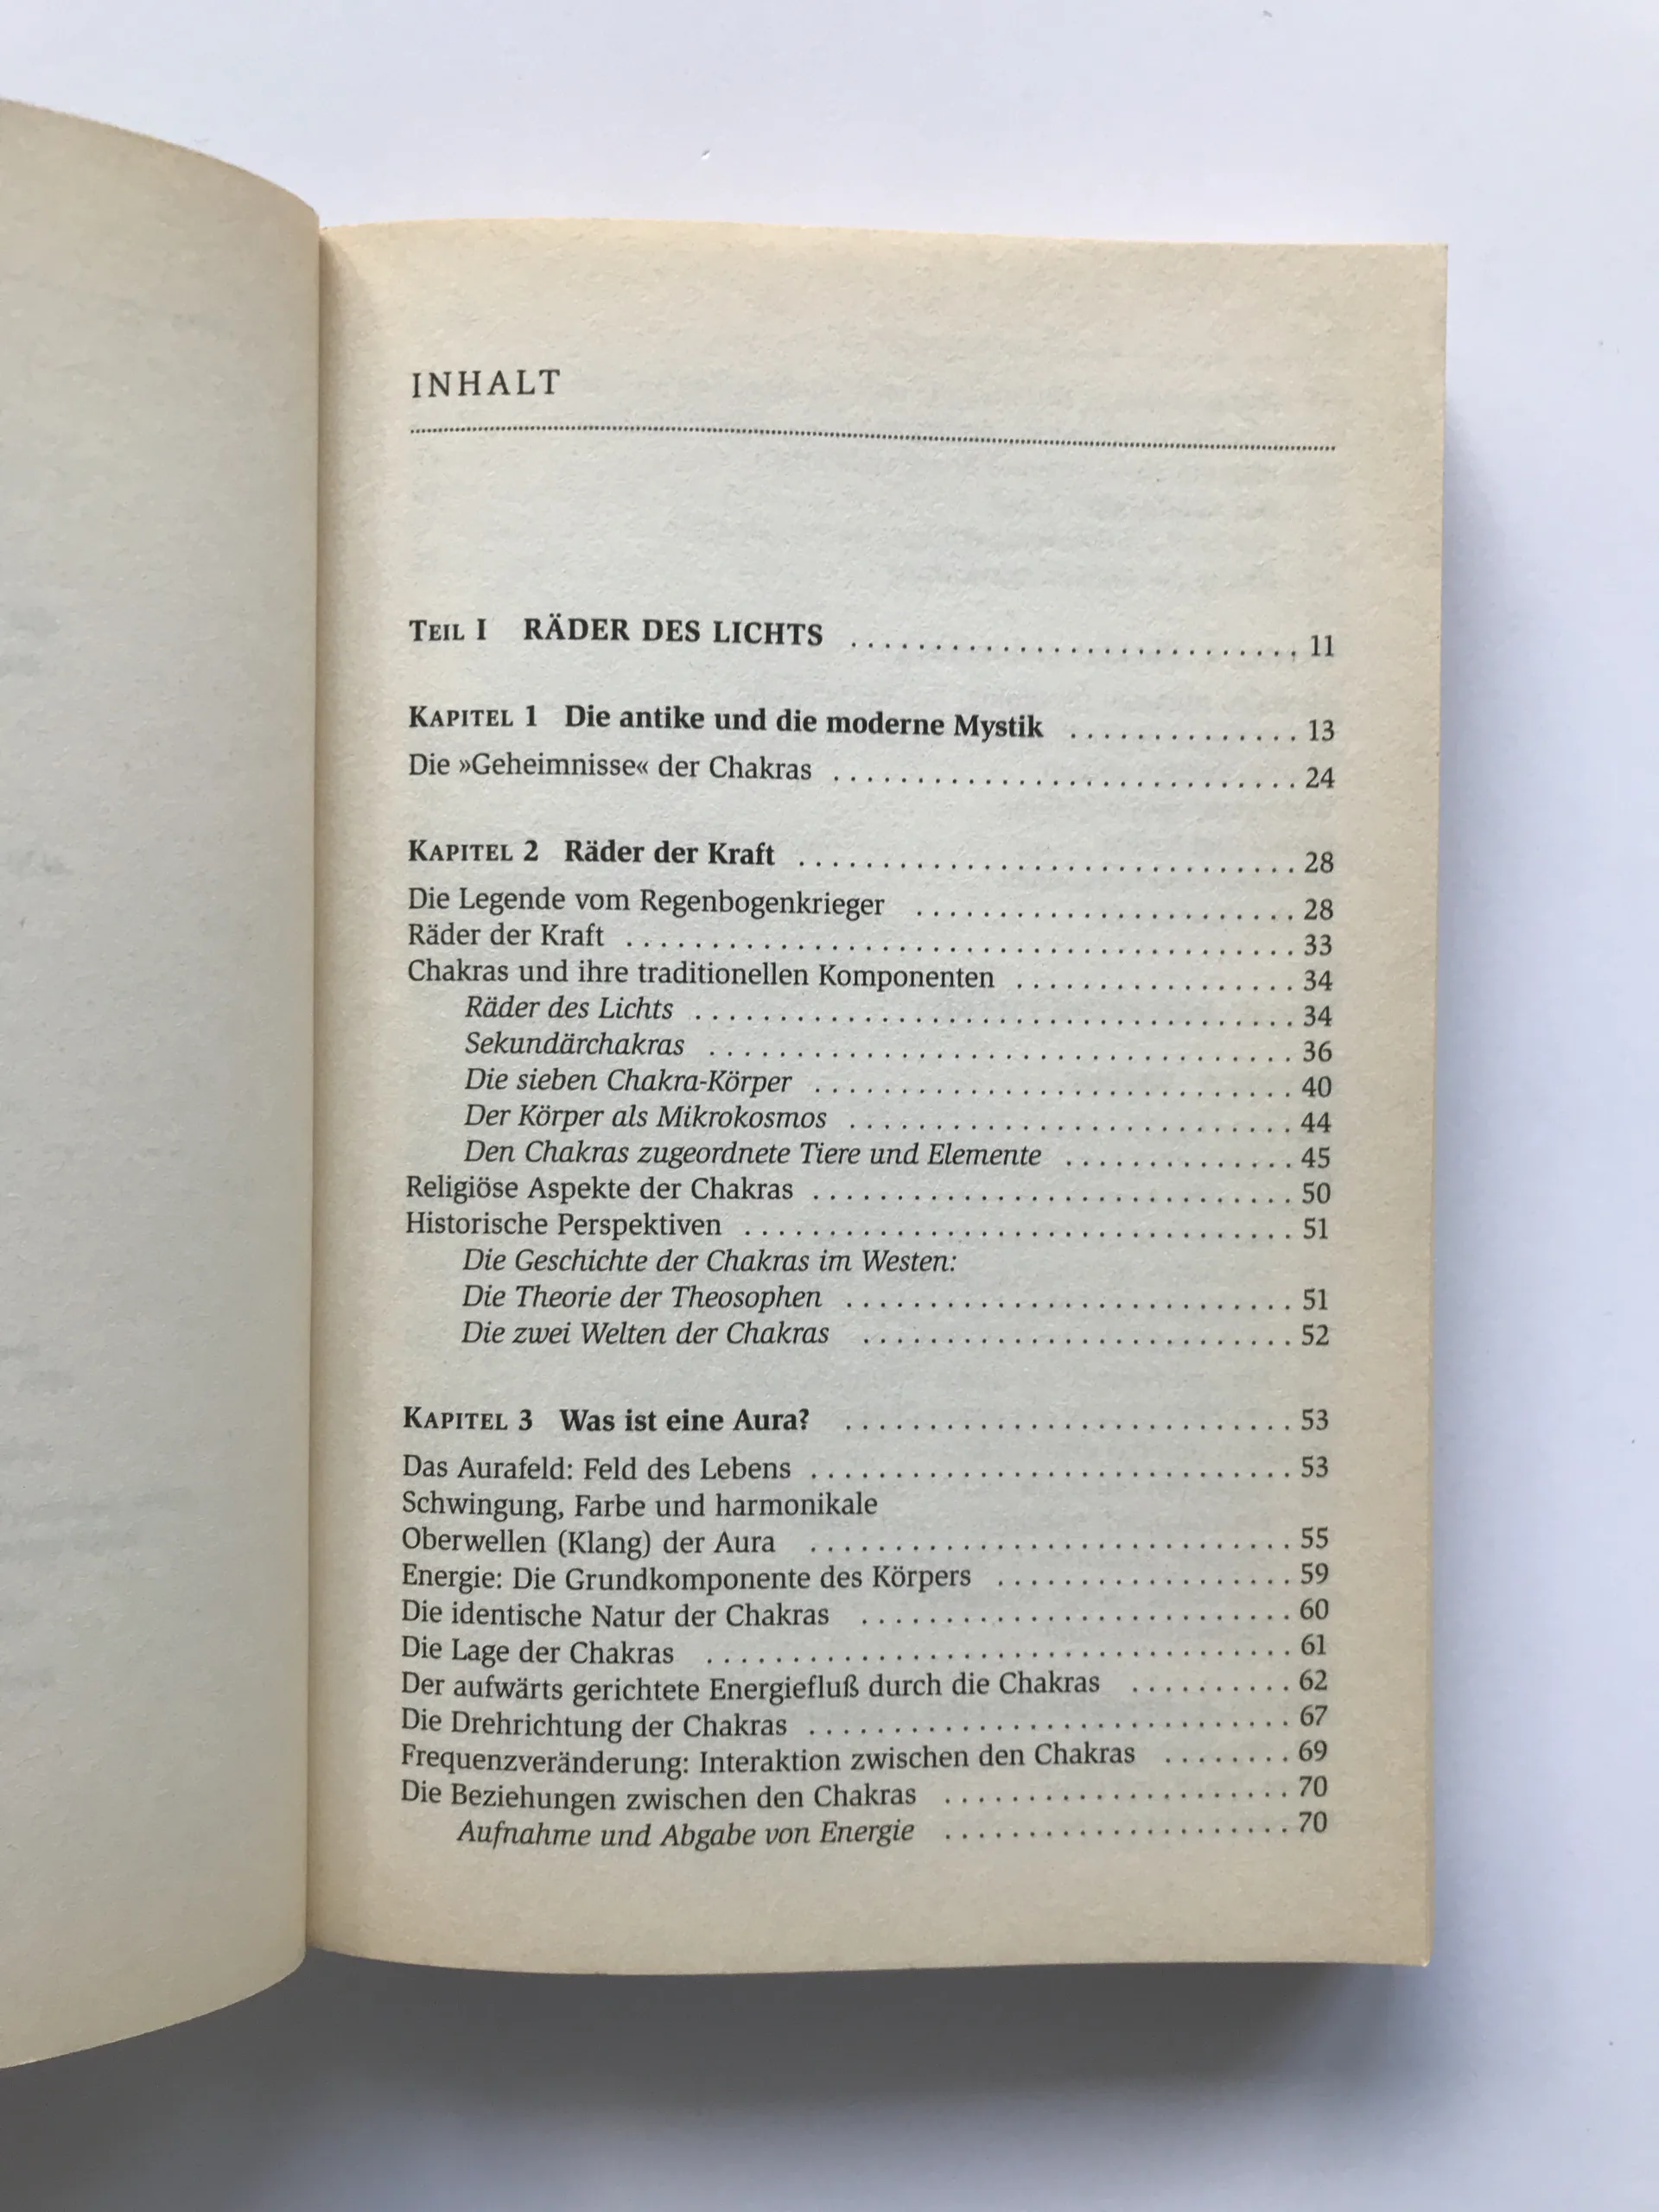 INHALT
TEIL I RÄDER DES LICHTS . . . . . . . . . . . . . . . . . . . . . . . . . . . 11
KAPITEL 1 Die antike und die moderne Mystik . . . . . . . . . . . . . . 13
Die »Geheimnisse« der Chakras . . . . . . . . . . . . . . . . . . . . . . . . . . . . 24
KAPITEL 2 Räder der Kraft . . . . . . . . . . . . . . . . . . . . . . . . . . . . . . 28
Die Legende vom Regenbogenkrieger . . . . . . . . . . . . . . . . . . . . . . . 28
Räder der Kraft . . . . . . . . . . . . . . . . . . . . . . . . . . . . . . . . . . . . . . . . 33
Chakras und ihre traditionellen Komponenten . . . . . . . . . . . . . . . . . 34
Räder des Lichts . . . . . . . . . . . . . . . . . . . . . . . . . . . . . . . . . . . . 34
Sekundärchakras . . . . . . . . . . . . . . . . . . . . . . . . . . . . . . . . . . . 36
Die sieben Chakra-Körper . . . . . . . . . . . . . . . . . . . . . . . . . . . . . 40
Der Körper als Mikrokosmos . . . . . . . . . . . . . . . . . . . . . . . . . . . 44
Den Chakras zugeordnete Tiere und Elemente . . . . . . . . . . . . . . 45
Religiöse Aspekte der Chakras . . . . . . . . . . . . . . . . . . . . . . . . . . . . . 50
Historische Perspektiven . . . . . . . . . . . . . . . . . . . . . . . . . . . . . . . . . 51
Die Geschichte der Chakras im Westen:
Die Theorie der Theosophen . . . . . . . . . . . . . . . . . . . . . . . . . . . 51
Die zwei Welten der Chakras . . . . . . . . . . . . . . . . . . . . . . . . . . 52
KAPITEL 3 Was ist eine Aura? . . . . . . . . . . . . . . . . . . . . . . . . . . . 53
Das Aurafeld: Feld des Lebens . . . . . . . . . . . . . . . . . . . . . . . . . . . . . 53
Schwingung, Farbe und harmonikale
Oberwellen (Klang) der Aura . . . . . . . . . . . . . . . . . . . . . . . . . . . . . 55
Energie: Die Grundkomponente des Körpers . . . . . . . . . . . . . . . . . . 59
Die identische Natur der Chakras . . . . . . . . . . . . . . . . . . . . . . . . . . 60
Die Lage der Chakras . . . . . . . . . . . . . . . . . . . . . . . . . . . . . . . . . . . 61
Der aufwärts gerichtete Energiefluß durch die Chakras . . . . . . . . . . 62
Die Drehrichtung der Chakras . . . . . . . . . . . . . . . . . . . . . . . . . . . . . 67
Frequenzveränderung: Interaktion zwischen den Chakras . . . . . . . . 69
Die Beziehungen zwischen den Chakras . . . . . . . . . . . . . . . . . . . . . 70
Aufnahme und Abgabe von Energie . . . . . . . . . . . . . . . . . . . . . 70